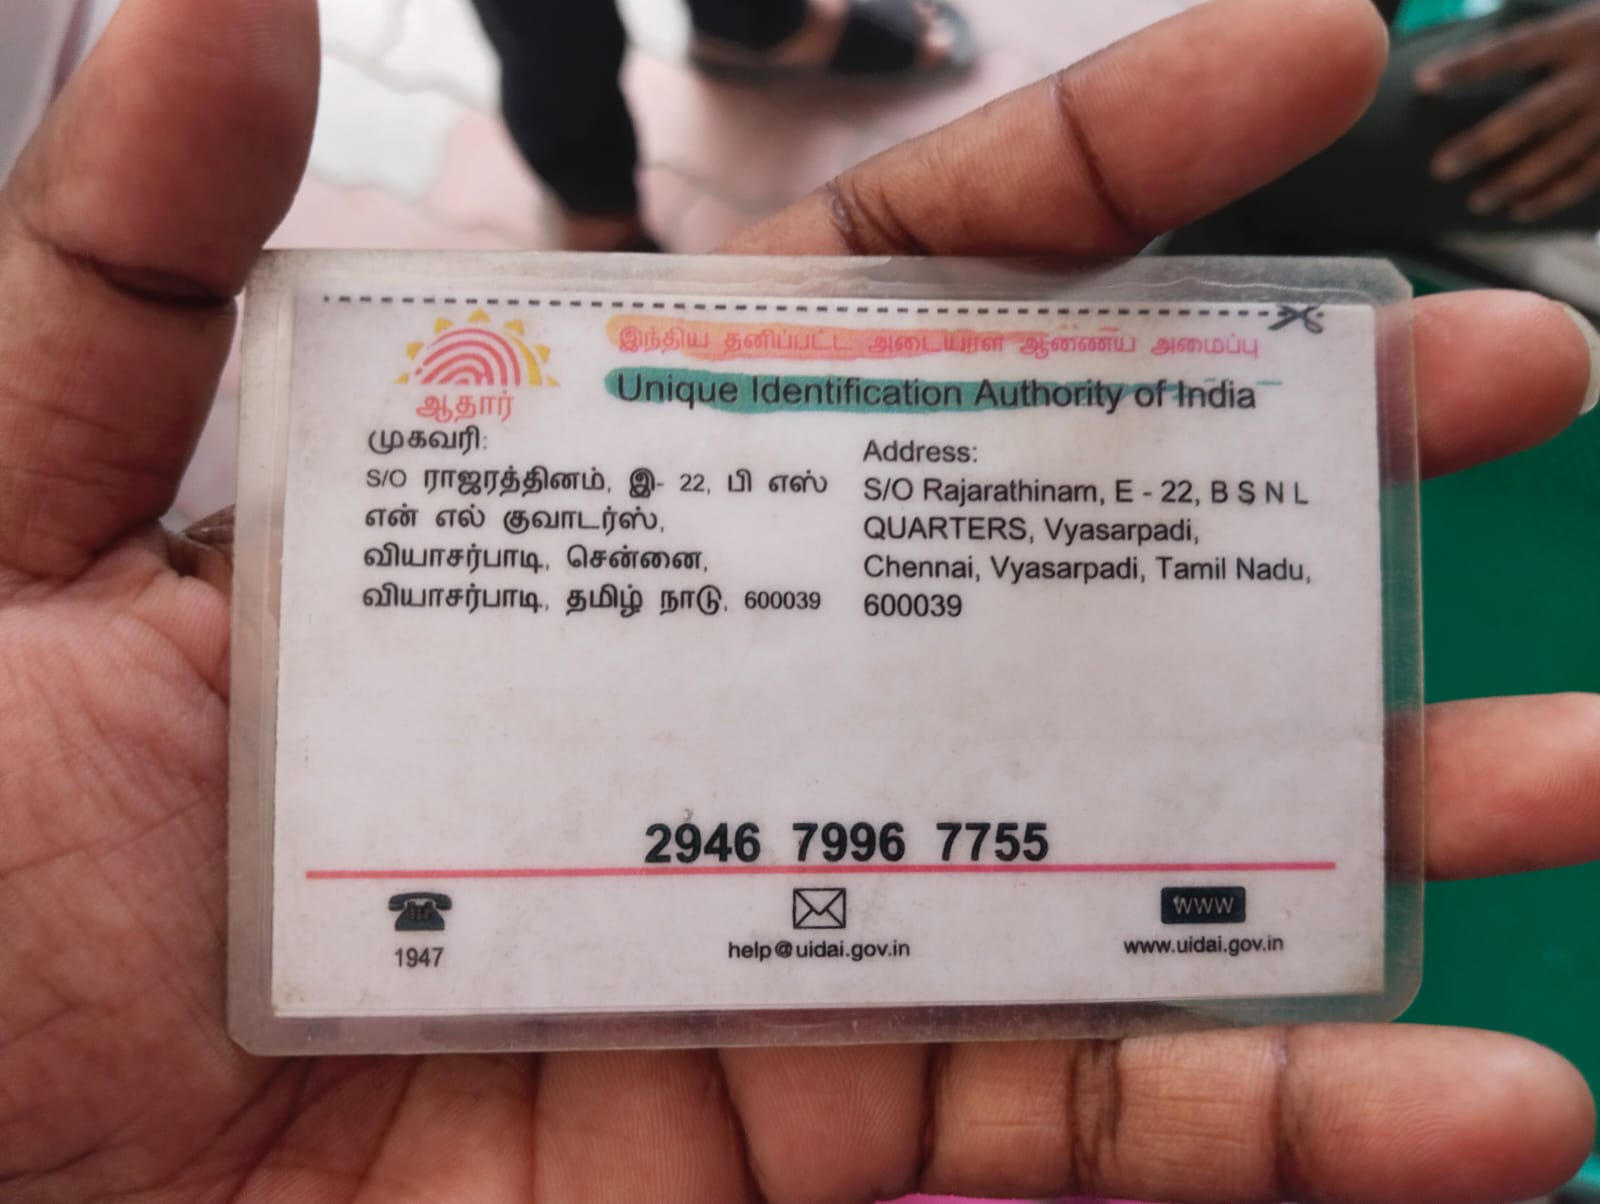 இந்திய தனிப்பட்ட அடையாள ஆணைய அமைப்பு
Unique Identification Authority of India
ஆதார்
முகவரி:
S/O ராஜரத்தினம், இ- 22, பி எஸ்
என் எல் குவாடர்ஸ்,
வியாசர்பாடி, சென்னை,
வியாசர்பாடி, தமிழ் நாடு, 600039
Address:
S/O Rajarathinam, E - 22, B S N L
QUARTERS, Vyasarpadi,
Chennai, Vyasarpadi, Tamil Nadu,
600039
2946 7996 7755
1947
help@uidai.gov.in
www
www.uidai.gov.in